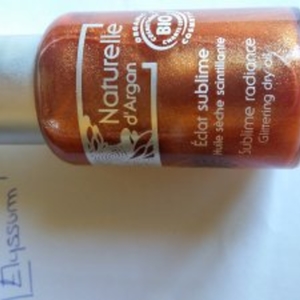 Naturelle
d'Argan
BIO
Éclat sublime
Huile sèche scintillante
Sublime radiance
Glittering dry oil
Elyssum